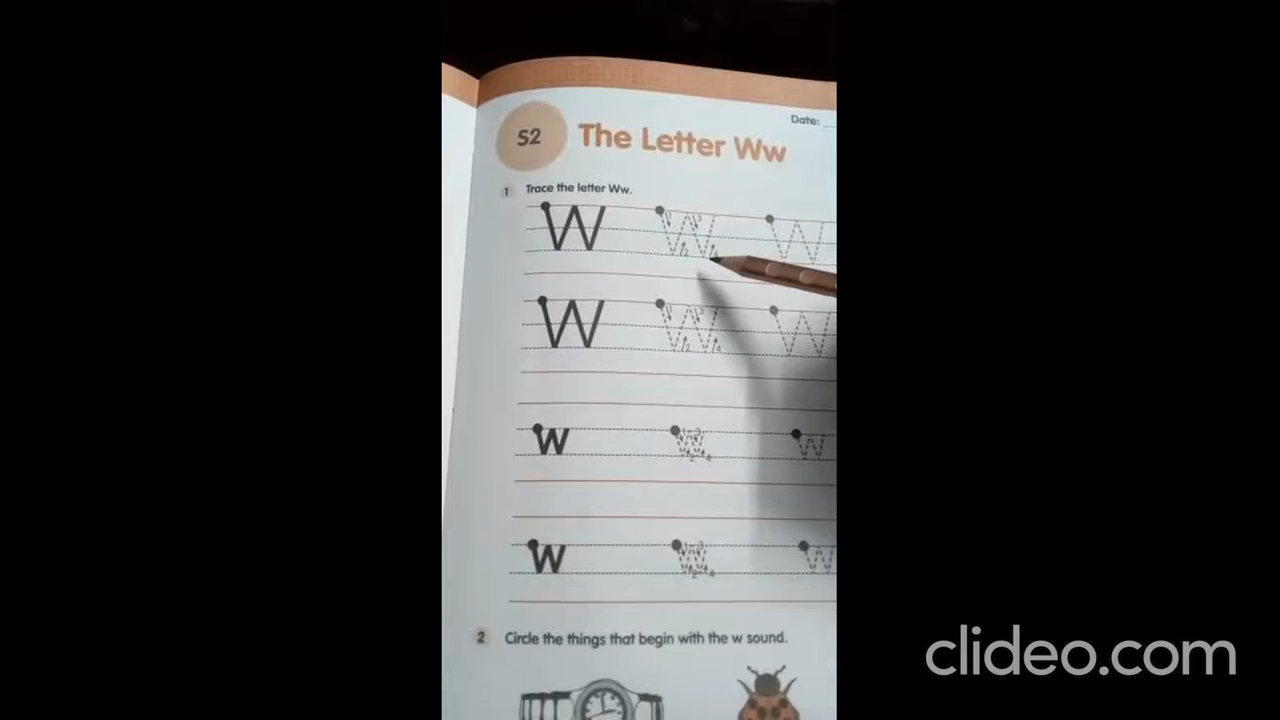 Date:
S2
The Letter Ww
1 Trace the letter Ww.
W W W
W W W
w w w
w w w
2 Circle the things that begin with the w sound.
clideo.com